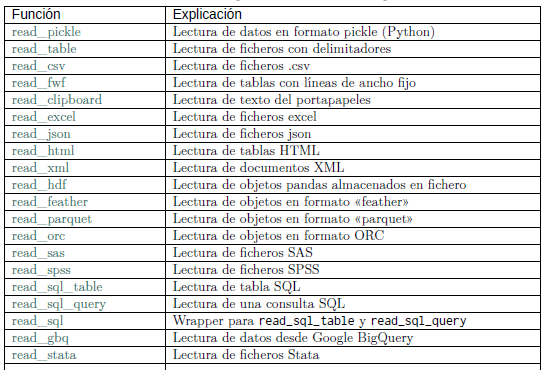 Función Explicación
read_pickle Lectura de datos en formato pickle (Python)
read_table Lectura de ficheros con delimitadores
read_csv Lectura de ficheros .csv
read_fwf Lectura de tablas con líneas de ancho fijo
read_clipboard Lectura de texto del portapapeles
read_excel Lectura de ficheros excel
read_json Lectura de ficheros json
read_html Lectura de tablas HTML
read_xml Lectura de documentos XML
read_hdf Lectura de objetos pandas almacenados en fichero
read_feather Lectura de objetos en formato «feather»
read_parquet Lectura de objetos en formato «parquet»
read_orc Lectura de objetos en formato ORC
read_sas Lectura de ficheros SAS
read_spss Lectura de ficheros SPSS
read_sql_table Lectura de tabla SQL
read_sql_query Lectura de una consulta SQL
read_sql Wrapper para read_sql_table y read_sql_query
read_gbq Lectura de datos desde Google BigQuery
read_stata Lectura de ficheros Stata